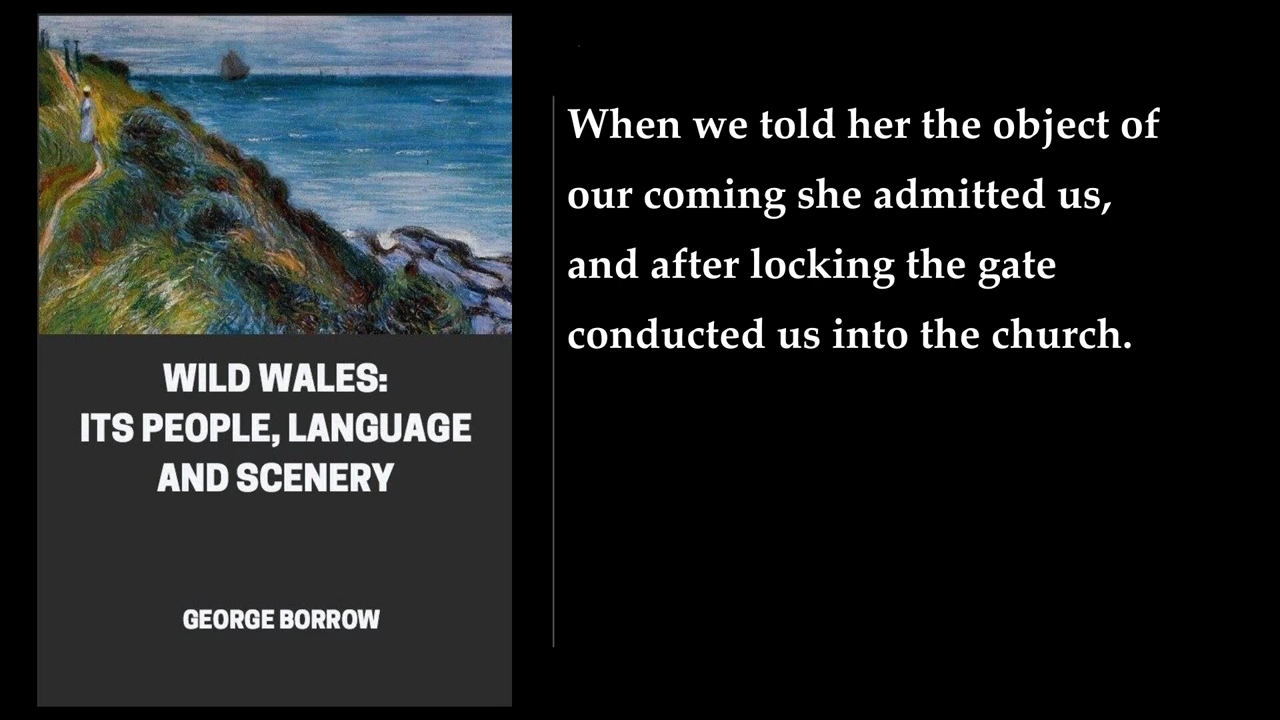 WILD WALES:
ITS PEOPLE, LANGUAGE
AND SCENERY
GEORGE BORROW
When we told her the object of
our coming she admitted us,
and after locking the gate
conducted us into the church.